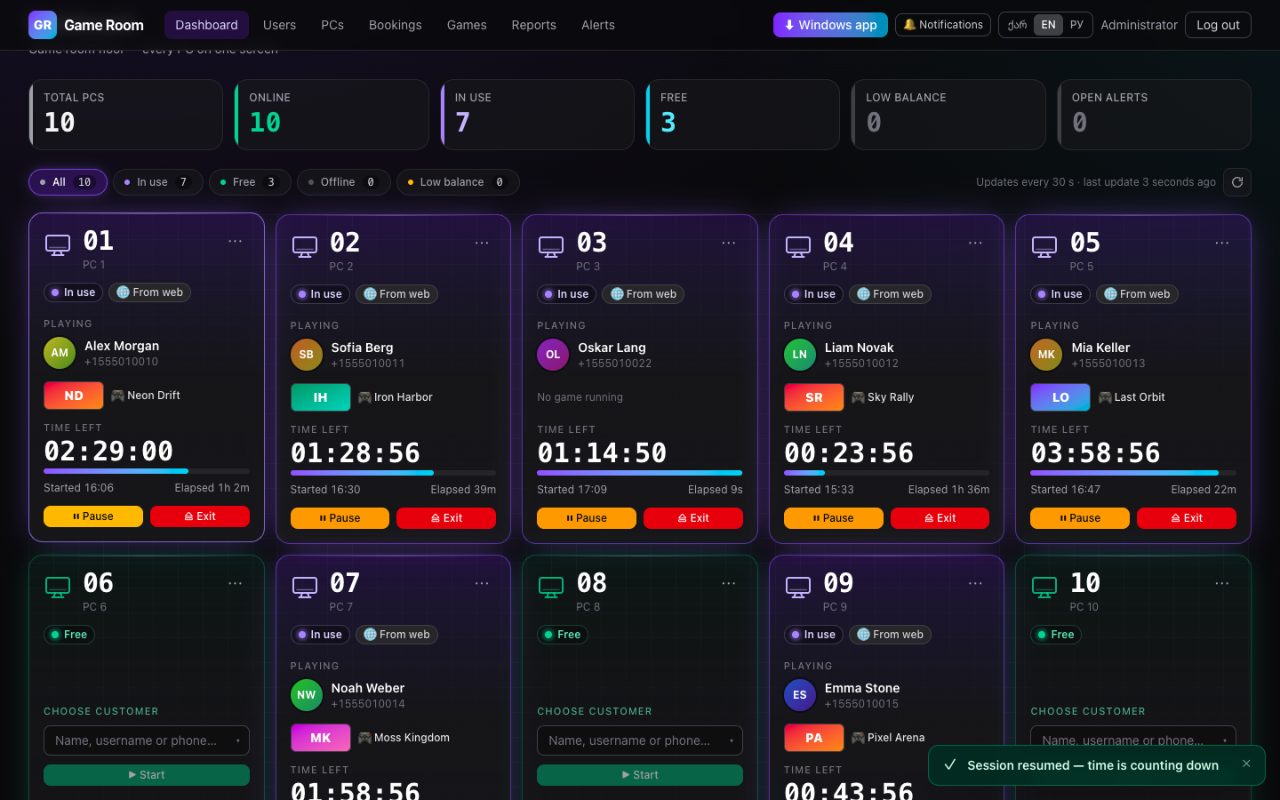 GR Game Room Dashboard Users PCs Bookings Games Reports Alerts Windows app Notifications ქარ EN РУ Administrator Log out
Game room floor — every PC on one screen
TOTAL PCS ONLINE IN USE FREE LOW BALANCE OPEN ALERTS
10 10 7 3 0 0
All 10 In use 7 Free 3 Offline 0 Low balance 0 Updates every 30 s · last update 3 seconds ago
01 ... 02 ... 03 ... 04 ... 05 ...
PC 1 PC 2 PC 3 PC 4 PC 5
In use From web In use From web In use From web In use From web In use From web
PLAYING PLAYING PLAYING PLAYING PLAYING
AM Alex Morgan SB Sofia Berg OL Oskar Lang LN Liam Novak MK Mia Keller
+1555010010 +1555010011 +1555010022 +1555010012 +1555010013
ND Neon Drift IH Iron Harbor No game running SR Sky Rally LO Last Orbit
TIME LEFT TIME LEFT TIME LEFT TIME LEFT TIME LEFT
02:29:00 01:28:56 01:14:50 00:23:56 03:58:56
Started 16:06 Elapsed 1h 2m Started 16:30 Elapsed 39m Started 17:09 Elapsed 9s Started 15:33 Elapsed 1h 36m Started 16:47 Elapsed 22m
Pause Exit Pause Exit Pause Exit Pause Exit Pause Exit
06 ... 07 ... 08 ... 09 ... 10 ...
PC 6 PC 7 PC 8 PC 9 PC 10
Free In use From web Free In use From web Free
PLAYING PLAYING
NW Noah Weber ES Emma Stone
+1555010014 +1555010015
CHOOSE CUSTOMER CHOOSE CUSTOMER CHOOSE CUSTOMER
Name, username or phone... MK Moss Kingdom Name, username or phone... PA Pixel Arena Name, username or phone...
TIME LEFT TIME LEFT
Start Start
Session resumed — time is counting down
01:58:56 00:43:56